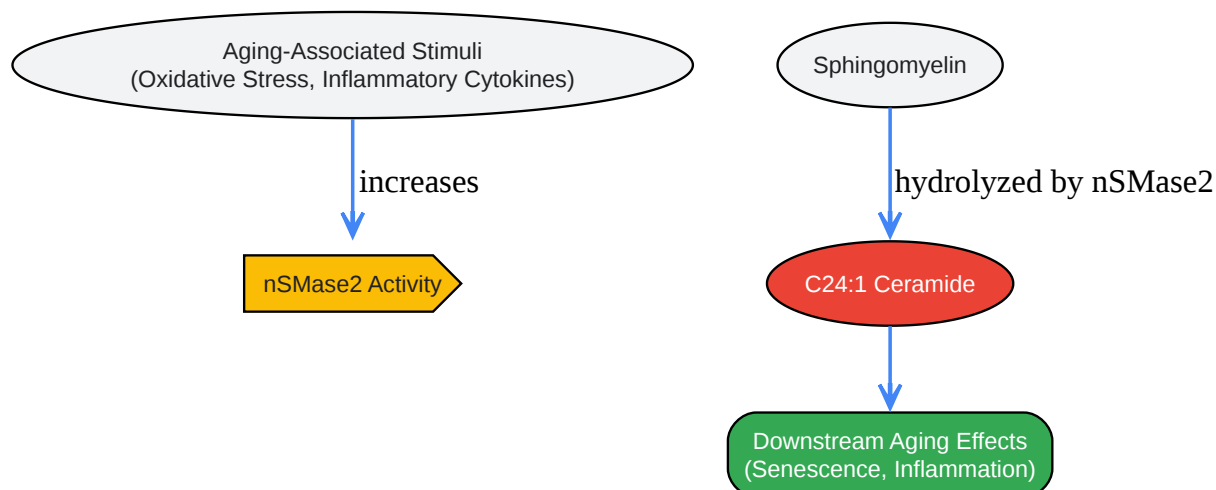 Aging-Associated Stimuli
(Oxidative Stress, Inflammatory Cytokines)
increases
nSMase2 Activity
Sphingomyelin
hydrolyzed by nSMase2
C24:1 Ceramide
Downstream Aging Effects
(Senescence, Inflammation)